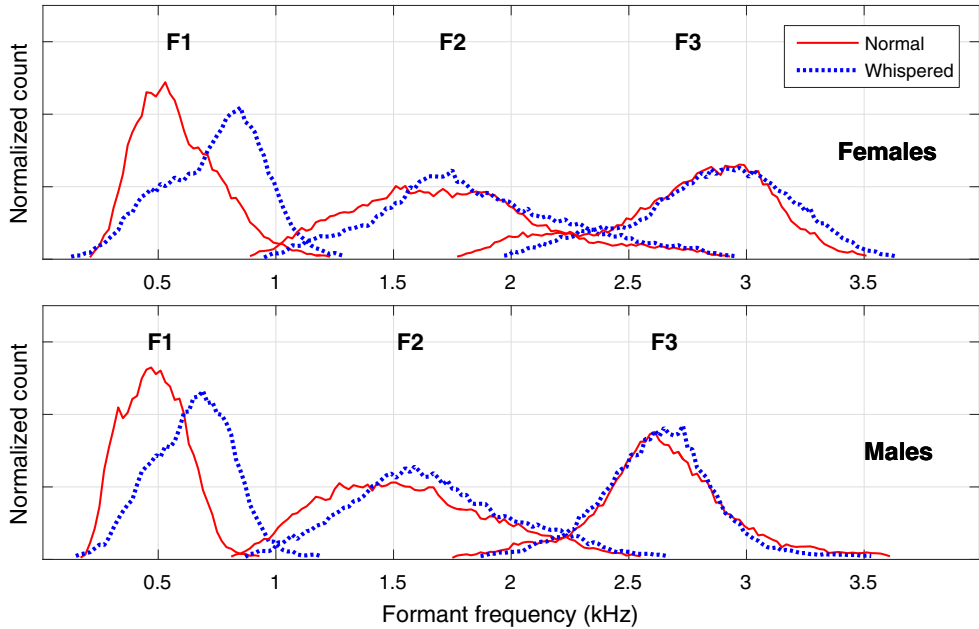 F1 F2 F3
Normal
Whispered
Females
Normalized count
0.5 1 1.5 2 2.5 3 3.5
F1 F2 F3
Males
Normalized count
0.5 1 1.5 2 2.5 3 3.5
Formant frequency (kHz)